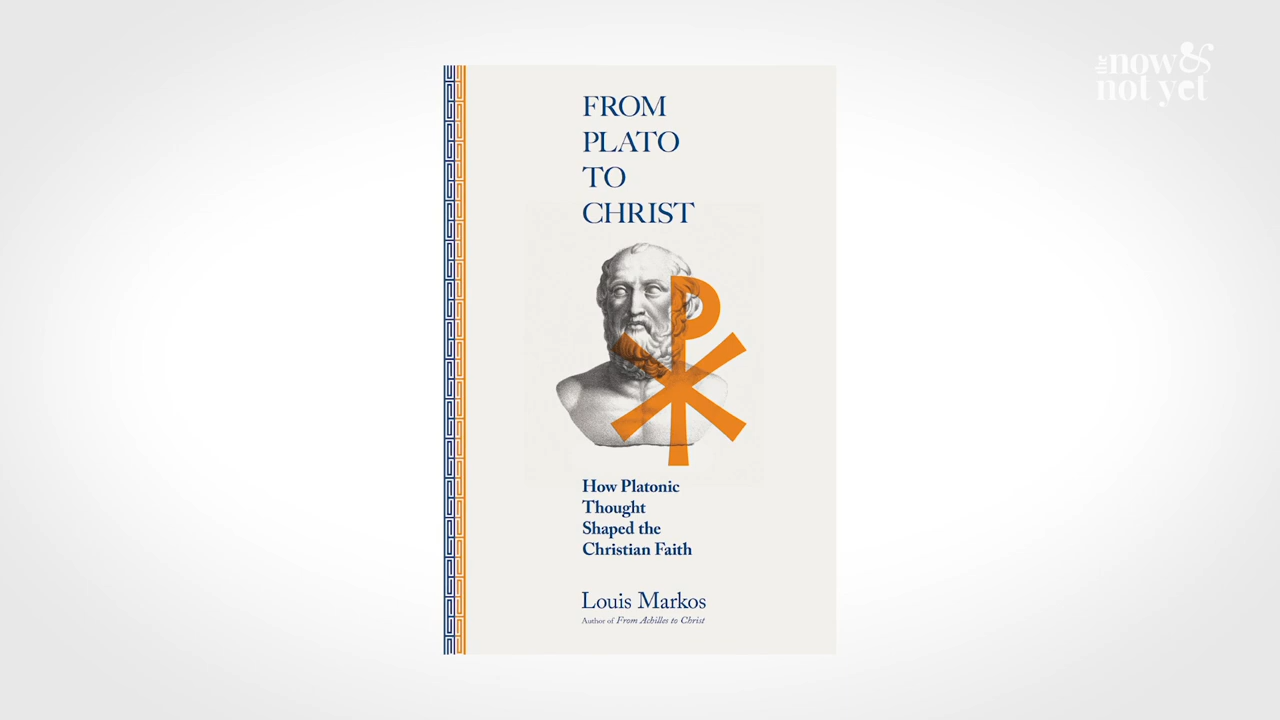 the now &
not yet
FROM
PLATO
TO
CHRIST
How Platonic
Thought
Shaped the
Christian Faith
Louis Markos
Author of From Achilles to Christ